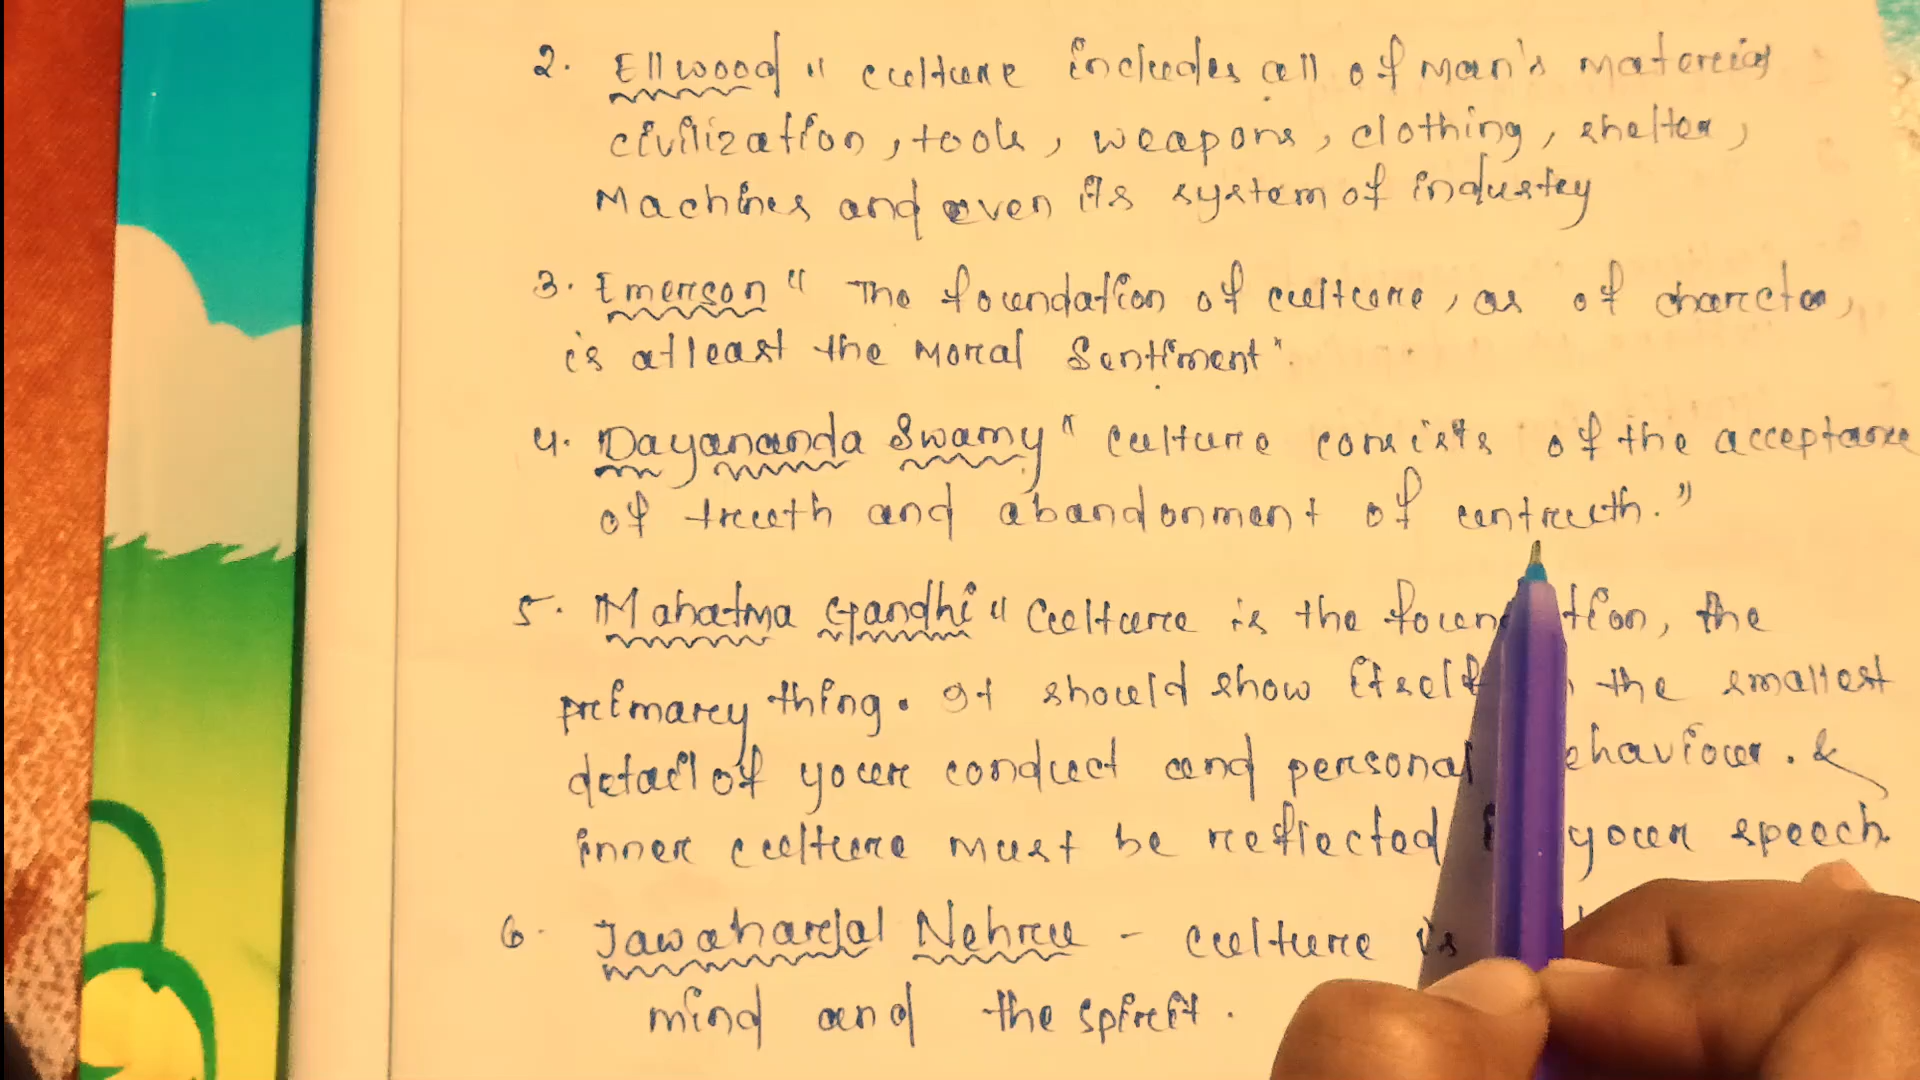 2. Ellwood " culture includes all of man's material
civilization, tools, weapons, clothing, shelter,
Machines and even its system of industry
3. Emerson " The foundation of culture, as of charcter,
is atleast the Moral Sentiment".
4. Dayananda Swamy " culture consists of the acceptance
of truth and abandonment of untruth."
5. Mahatma Gandhi " Culture is the foun tion, the
primary thing. It should show itself the smallest
detail of your conduct and personal ehaviour. &
inner culture must be reflected your speech.
6. Jawaharlal Nehru - culture is
mind and the spirit.